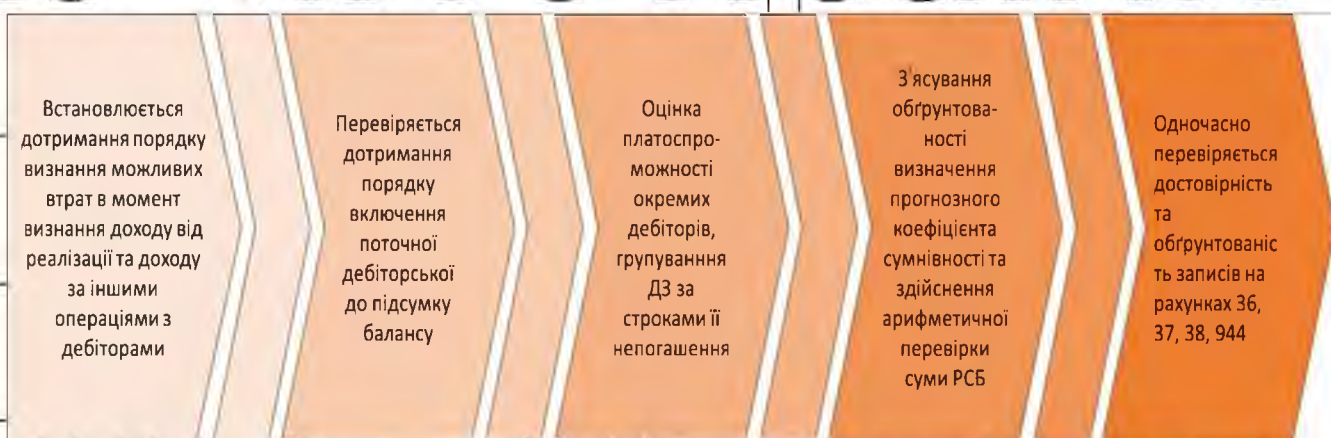 Встановлюється
дотримання порядку
визнання можливих
втрат в момент
визнання доходу від
реалізації та доходу
за іншими
операціями з
дебіторами
Перевіряється
дотримання
порядку
включення
поточної
дебіторської
до підсумку
балансу
Оцінка
платоспро-
можності
окремих
дебіторів,
групуванння
ДЗ за
строками її
непогашення
З'ясування
обґрунтова-
ності
визначення
прогнозного
коефіцієнта
сумнівності та
здійснення
арифметичної
перевірки
суми РСБ
Одночасно
перевіряється
достовірність
та
обґрунтованіс
ть записів на
рахунках 36,
37, 38, 944